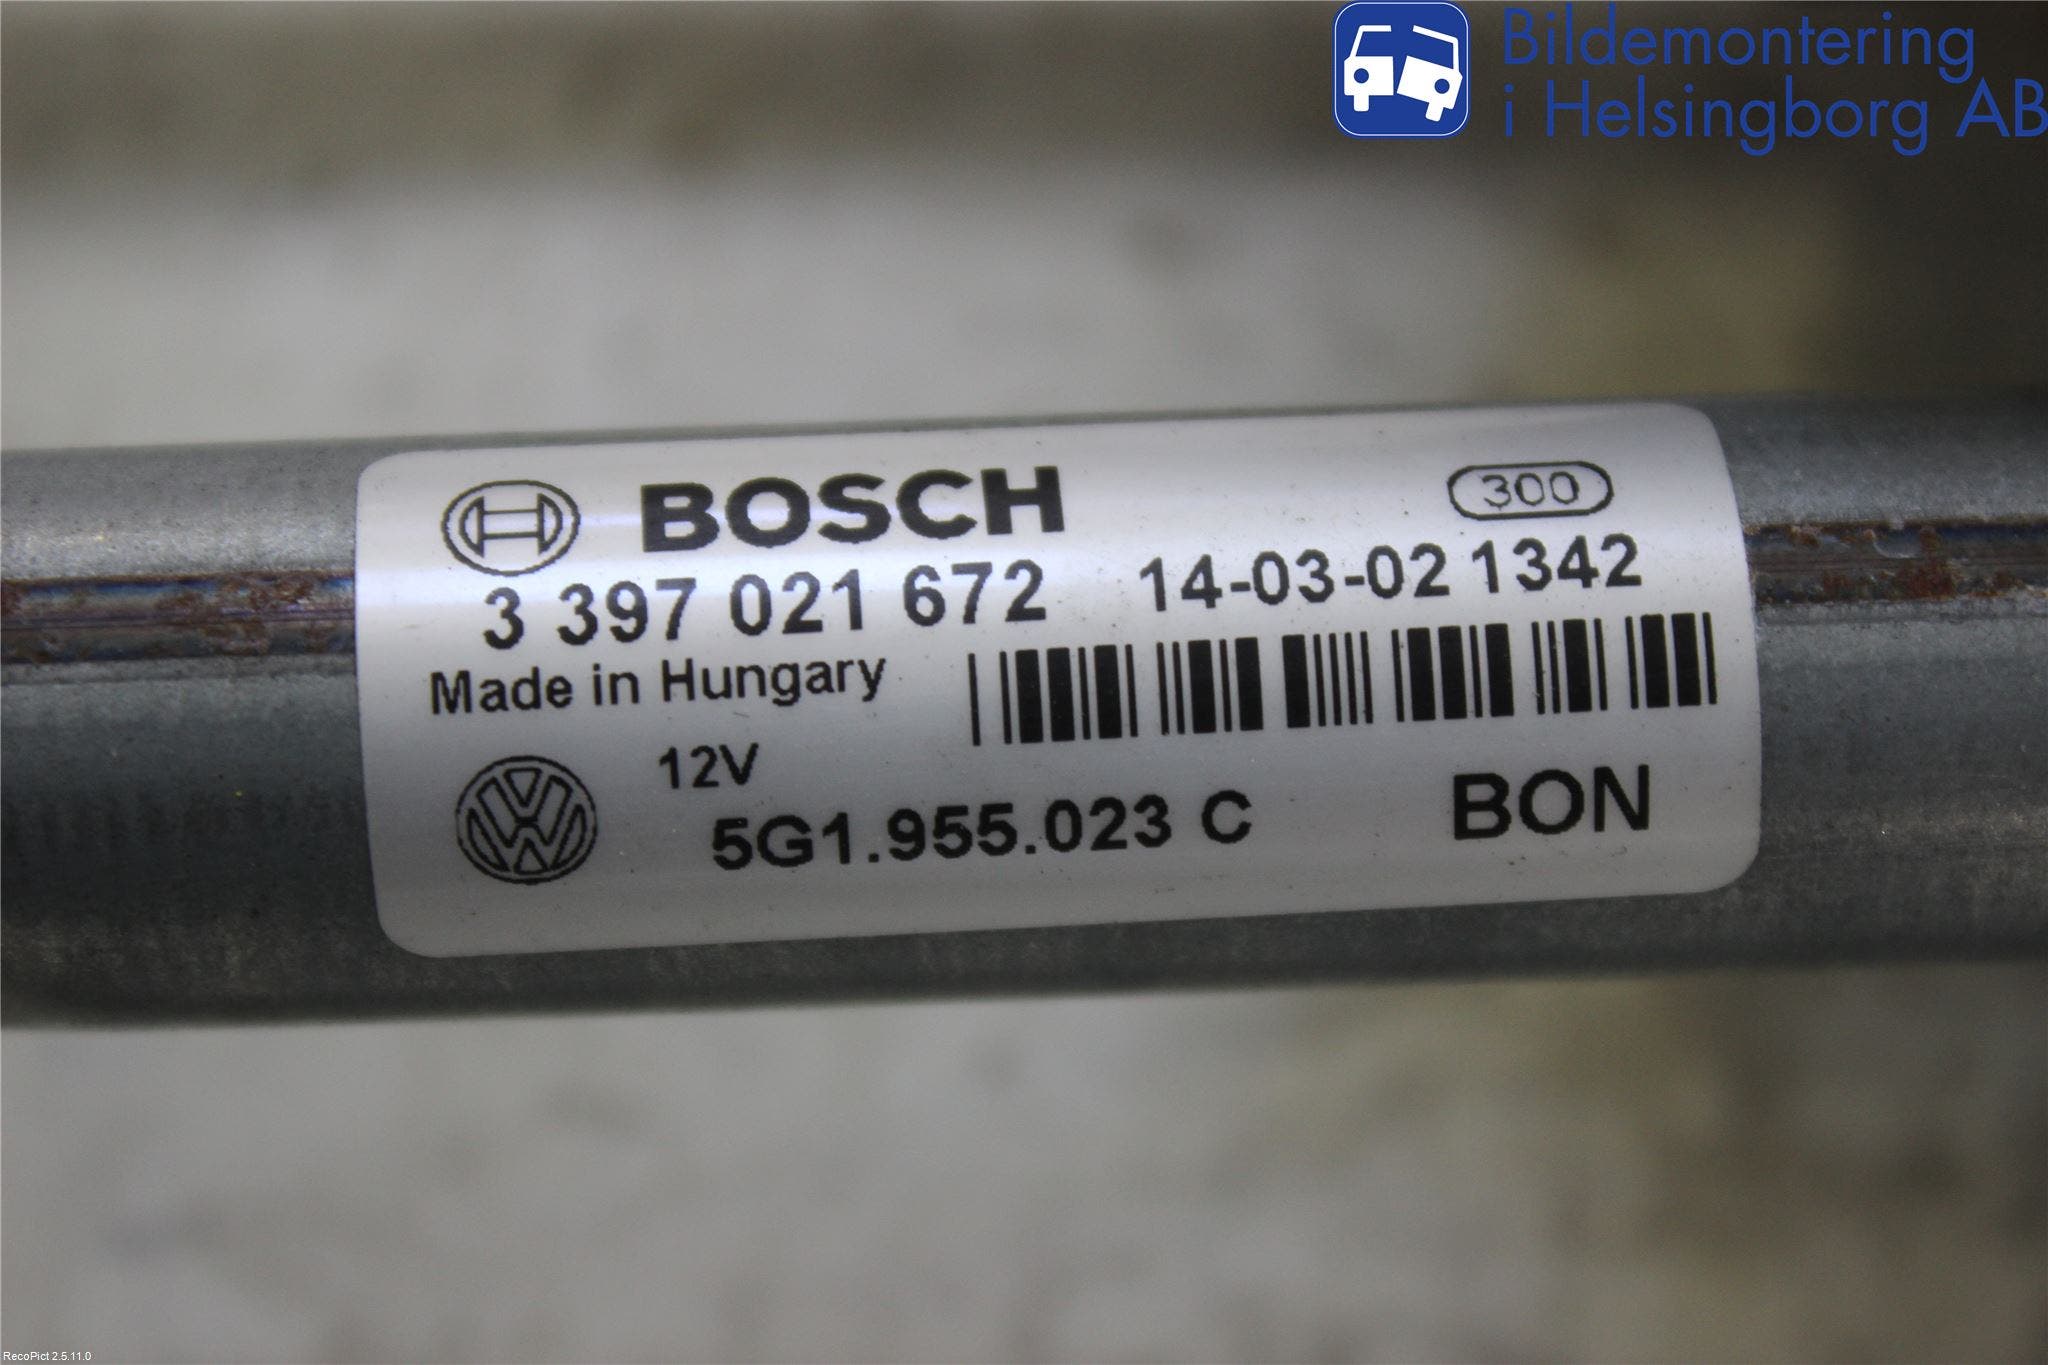 Bildemontering
i Helsingborg AB
BOSCH
300
3 397 021 672 14-03-02 1342
Made in Hungary
12V
5G1.955.023 C
BON
RecoPict 2.5.11.0